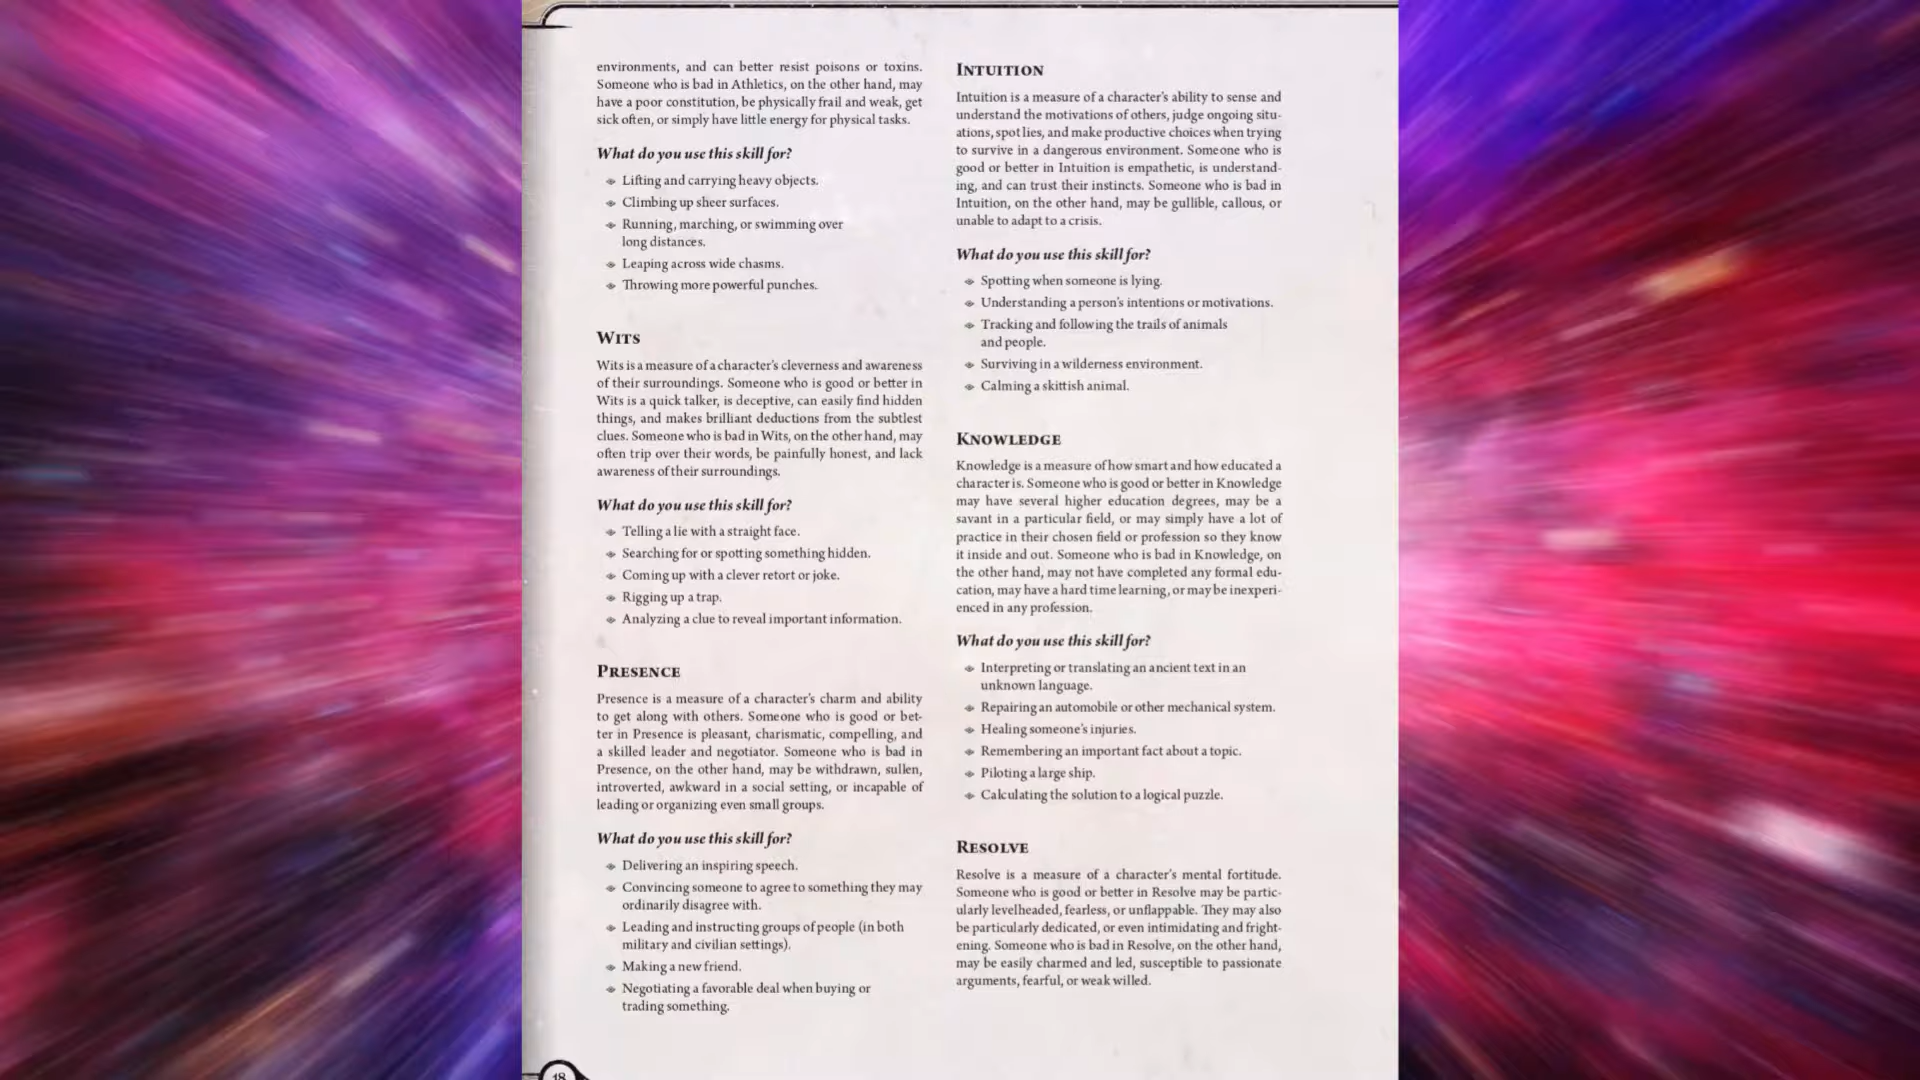 environments, and can better resist poisons or toxins.
Someone who is bad in Athletics, on the other hand, may
have a poor constitution, be physically frail and weak, get
sick often, or simply have little energy for physical tasks.
What do you use this skill for?
Lifting and carrying heavy objects.
Climbing up sheer surfaces.
Running, marching, or swimming over
long distances.
Leaping across wide chasms.
Throwing more powerful punches.
WITS
Wits is a measure of a character's cleverness and awareness
of their surroundings. Someone who is good or better in
Wits is a quick talker, is deceptive, can easily find hidden
things, and makes brilliant deductions from the subtlest
clues. Someone who is bad in Wits, on the other hand, may
often trip over their words, be painfully honest, and lack
awareness of their surroundings.
What do you use this skill for?
Telling a lie with a straight face.
Searching for or spotting something hidden.
Coming up with a clever retort or joke.
Rigging up a trap.
Analyzing a clue to reveal important information.
PRESENCE
Presence is a measure of a character's charm and ability
to get along with others. Someone who is good or bet-
ter in Presence is pleasant, charismatic, compelling, and
a skilled leader and negotiator. Someone who is bad in
Presence, on the other hand, may be withdrawn, sullen,
introverted, awkward in a social setting, or incapable of
leading or organizing even small groups.
What do you use this skill for?
Delivering an inspiring speech.
Convincing someone to agree to something they may
ordinarily disagree with.
Leading and instructing groups of people (in both
military and civilian settings).
Making a new friend.
Negotiating a favorable deal when buying or
trading something.
18
INTUITION
Intuition is a measure of a character's ability to sense and
understand the motivations of others, judge ongoing situ-
ations, spot lies, and make productive choices when trying
to survive in a dangerous environment. Someone who is
good or better in Intuition is empathetic, is understand-
ing, and can trust their instincts. Someone who is bad in
Intuition, on the other hand, may be gullible, callous, or
unable to adapt to a crisis.
What do you use this skill for?
Spotting when someone is lying.
Understanding a person's intentions or motivations.
Tracking and following the trails of animals
and people.
Surviving in a wilderness environment.
Calming a skittish animal.
KNOWLEDGE
Knowledge is a measure of how smart and how educated a
character is. Someone who is good or better in Knowledge
may have several higher education degrees, may be a
savant in a particular field, or may simply have a lot of
practice in their chosen field or profession so they know
it inside and out. Someone who is bad in Knowledge, on
the other hand, may not have completed any formal edu-
cation, may have a hard time learning, or may be inexperi-
enced in any profession.
What do you use this skill for?
Interpreting or translating an ancient text in an
unknown language.
Repairing an automobile or other mechanical system.
Healing someone's injuries.
Remembering an important fact about a topic.
Piloting a large ship.
Calculating the solution to a logical puzzle.
RESOLVE
Resolve is a measure of a character's mental fortitude.
Someone who is good or better in Resolve may be partic-
ularly levelheaded, fearless, or unflappable. They may also
be particularly dedicated, or even intimidating and fright-
ening. Someone who is bad in Resolve, on the other hand,
may be easily charmed and led, susceptible to passionate
arguments, fearful, or weak willed.